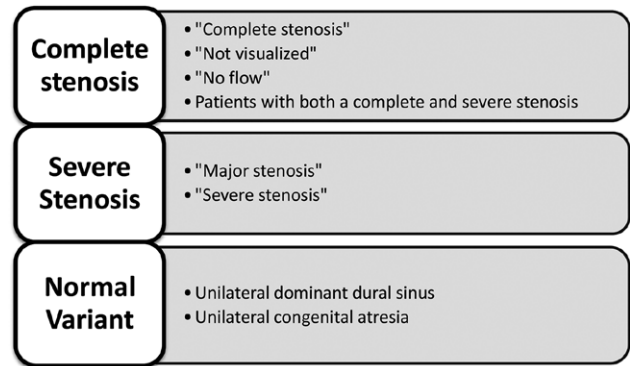 Complete
stenosis
• "Complete stenosis"
• "Not visualized"
• "No flow"
• Patients with both a complete and severe stenosis
Severe
Stenosis
• "Major stenosis"
• "Severe stenosis"
Normal
Variant
• Unilateral dominant dural sinus
• Unilateral congenital atresia